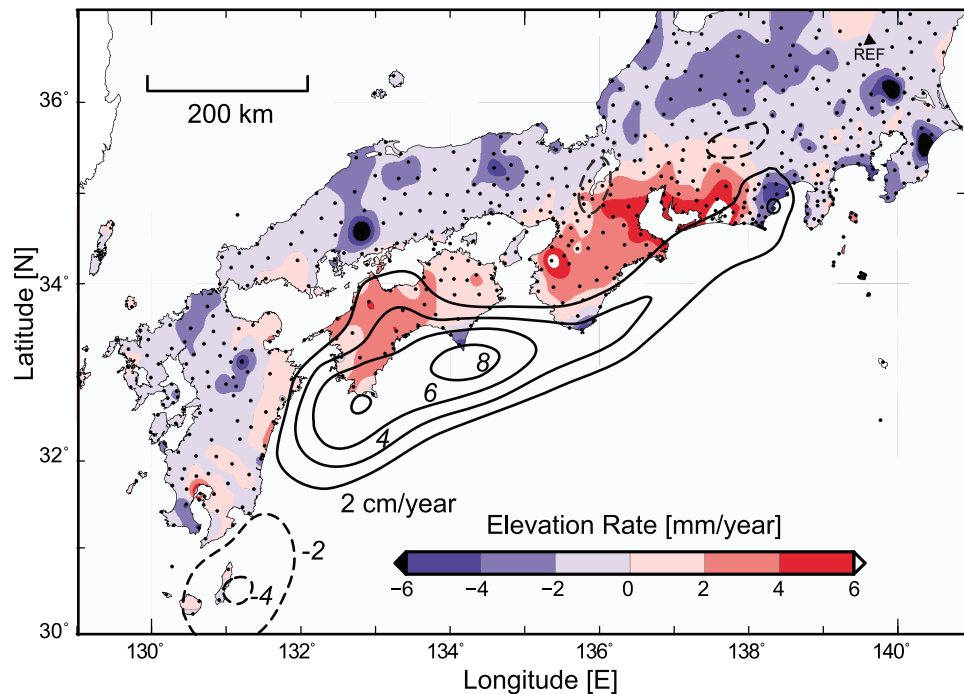 REF
36°
200 km
Latitude [N]
34°
8
6
32°
4
2 cm/year
Elevation Rate [mm/year]
-2
-4
−6 −4 −2 0 2 4 6
30°
130° 132° 134° 136° 138° 140°
Longitude [E]